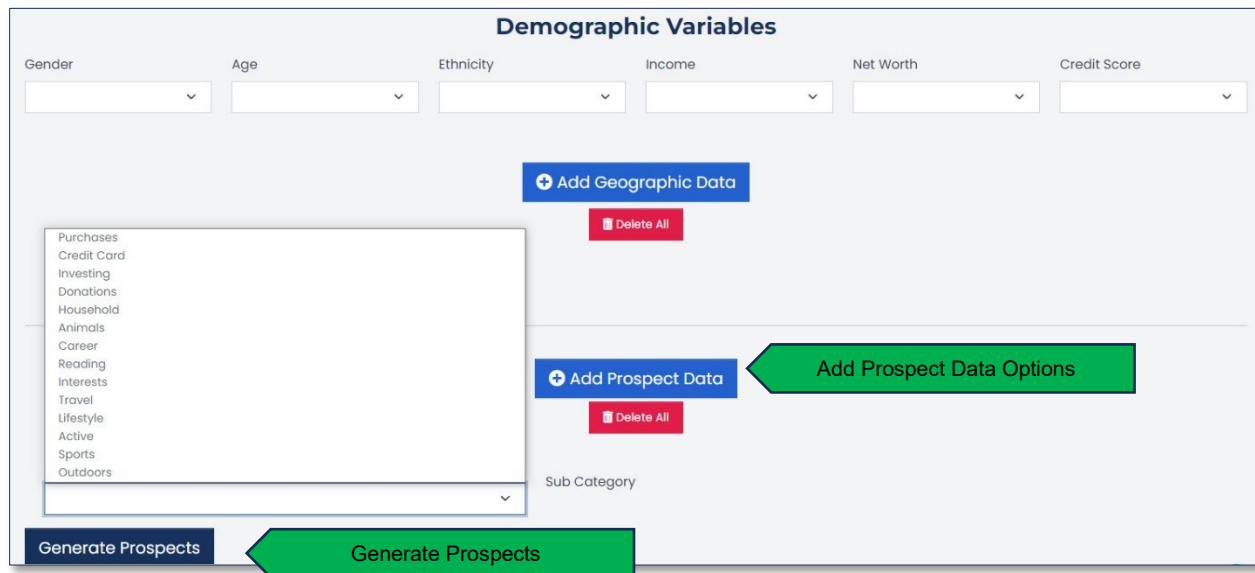 Demographic Variables
Gender Age Ethnicity Income Net Worth Credit Score
Add Geographic Data
Delete All
Purchases
Credit Card
Investing
Donations
Household
Animals
Career
Reading
Interests
Travel
Lifestyle
Active
Sports
Outdoors
Add Prospect Data
Add Prospect Data Options
Delete All
Sub Category
Generate Prospects
Generate Prospects